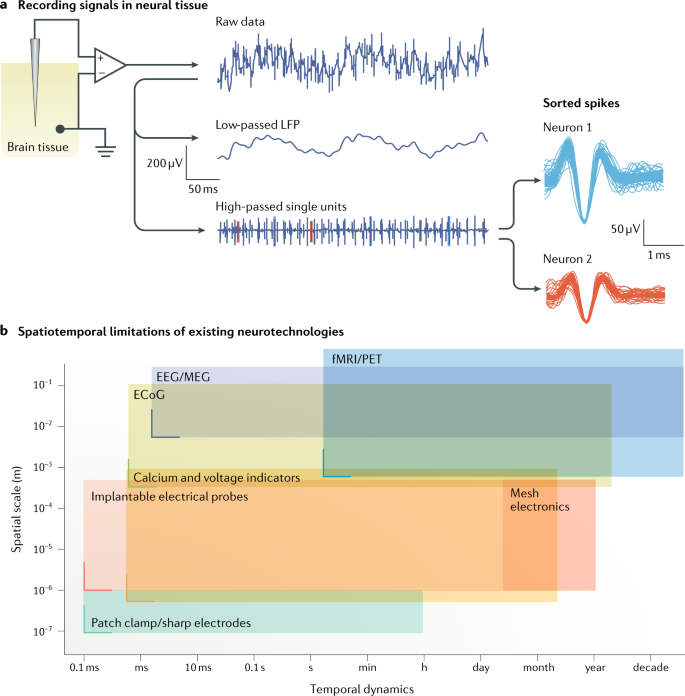 a Recording signals in neural tissue
Raw data
+
−
Brain tissue
Low-passed LFP
200 μV
50 ms
High-passed single units
Sorted spikes
Neuron 1
50 μV
1 ms
Neuron 2
b Spatiotemporal limitations of existing neurotechnologies
Spatial scale (m)
10⁻¹
10⁻²
10⁻³
10⁻⁴
10⁻⁵
10⁻⁶
10⁻⁷
fMRI/PET
EEG/MEG
ECoG
Calcium and voltage indicators
Implantable electrical probes
Mesh
electronics
Patch clamp/sharp electrodes
0.1 ms
ms
10 ms
0.1 s
s
min
h
day
month
year
decade
Temporal dynamics